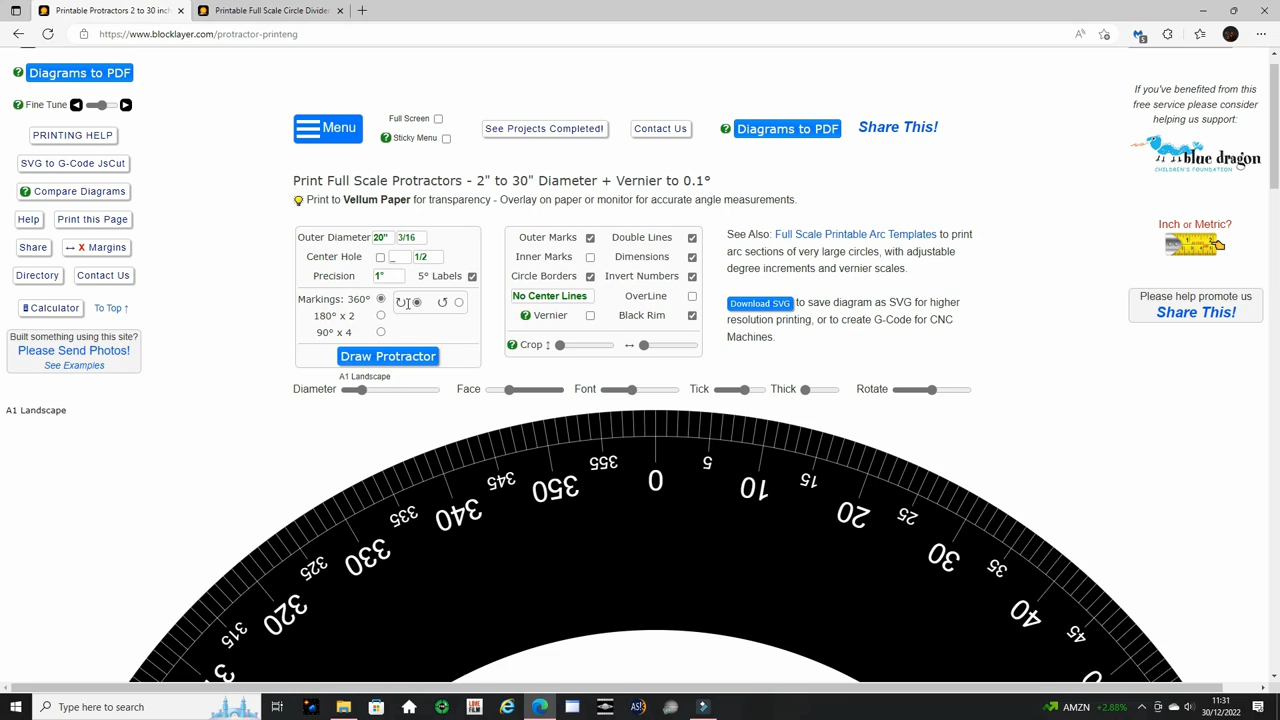 Printable Protractors 2 to 30 inch
Printable Full Scale Circle Divider
https://www.blocklayer.com/protractor-printeng
Diagrams to PDF
Fine Tune
PRINTING HELP
SVG to G-Code JsCut
Compare Diagrams
Help
Print this Page
Share
↔ X Margins
Directory
Contact Us
Calculator
To Top ↑
Built something using this site?
Please Send Photos!
See Examples
A1 Landscape
Menu
Full Screen
Sticky Menu
See Projects Completed!
Contact Us
Diagrams to PDF
Share This!
Print Full Scale Protractors - 2" to 30" Diameter + Vernier to 0.1°
Print to Vellum Paper for transparency - Overlay on paper or monitor for accurate angle measurements.
Outer Diameter 20" 3/16
Center Hole _ 1/2
Precision 1° 5° Labels
Markings: 360° ↻ ↺
180° x 2
90° x 4
Draw Protractor
A1 Landscape
Outer Marks Double Lines
Inner Marks Dimensions
Circle Borders Invert Numbers
No Center Lines OverLine
Vernier Black Rim
Crop ↕ ↔
See Also: Full Scale Printable Arc Templates to print
arc sections of very large circles, with adjustable
degree increments and vernier scales.
Download SVG to save diagram as SVG for higher
resolution printing, or to create G-Code for CNC
Machines.
Diameter Face Font Tick Thick Rotate
If you've benefited from this
free service please consider
helping us support:
blue dragon
CHILDREN'S FOUNDATION
Inch or Metric?
Please help promote us
Share This!
315 320 325 330 335 340 345 350 355 0 5 10 15 20 25 30 35 40 45
Type here to search
AMZN +2.88%
11:31
30/12/2022